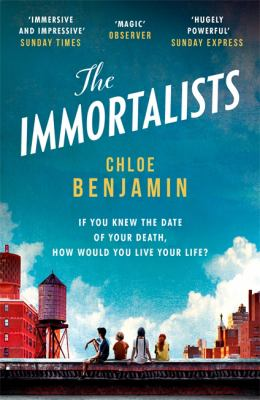 'IMMERSIVE
AND IMPRESSIVE'
SUNDAY TIMES
'MAGIC'
OBSERVER
'HUGELY
POWERFUL'
SUNDAY EXPRESS
The
IMMORTALISTS
CHLOE
BENJAMIN
IF YOU KNEW THE DATE
OF YOUR DEATH,
HOW WOULD YOU LIVE YOUR LIFE?